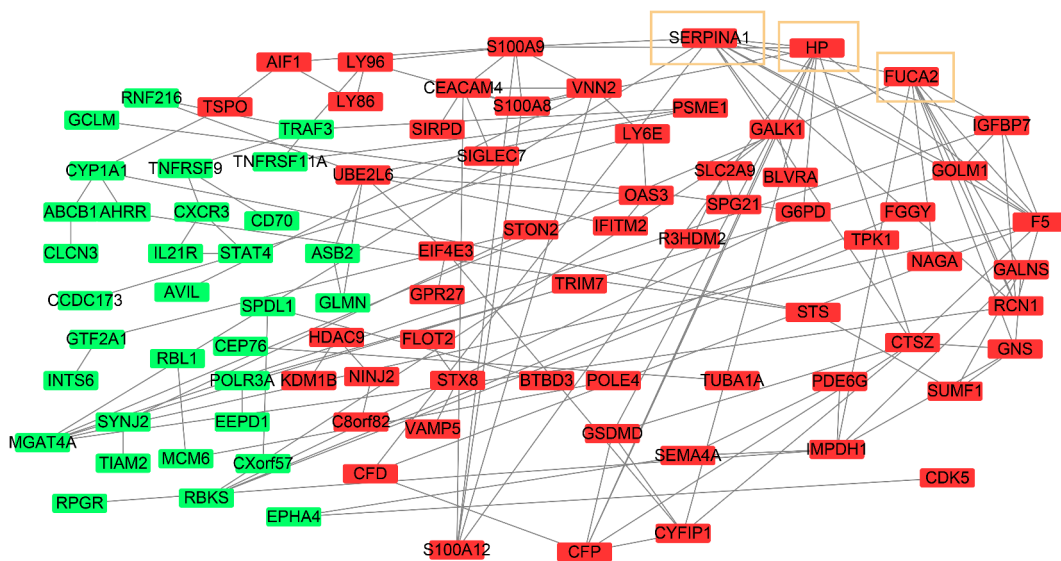 SERPINA1
HP
S100A9
AIF1
LY96
FUCA2
RNF216
TSPO
LY86
CEACAM4
S100A8
VNN2
PSME1
GCLM
TRAF3
SIRPD
LY6E
GALK1
IGFBP7
CYP1A1
TNFRSF9
TNFRSF11A
UBE2L6
SIGLEC7
SLC2A9
BLVRA
GOLM1
OAS3
SPG21
ABCB1
AHRR
CXCR3
CD70
STON2
IFITM2
G6PD
FGGY
F5
CLCN3
IL21R
STAT4
ASB2
EIF4E3
R3HDM2
TPK1
NAGA
GALNS
CCDC173
AVIL
SPDL1
GLMN
GPR27
TRIM7
STS
RCN1
GTF2A1
RBL1
CEP76
HDAC9
FLOT2
CTSZ
GNS
INTS6
POLR3A
KDM1B
NINJ2
STX8
BTBD3
POLE4
TUBA1A
PDE6G
SUMF1
MGAT4A
SYNJ2
EEPD1
C8orf82
VAMP5
GSDMD
TIAM2
MCM6
CXorf57
CFD
SEMA4A
IMPDH1
RPGR
RBKS
CDK5
EPHA4
S100A12
CFP
CYFIP1